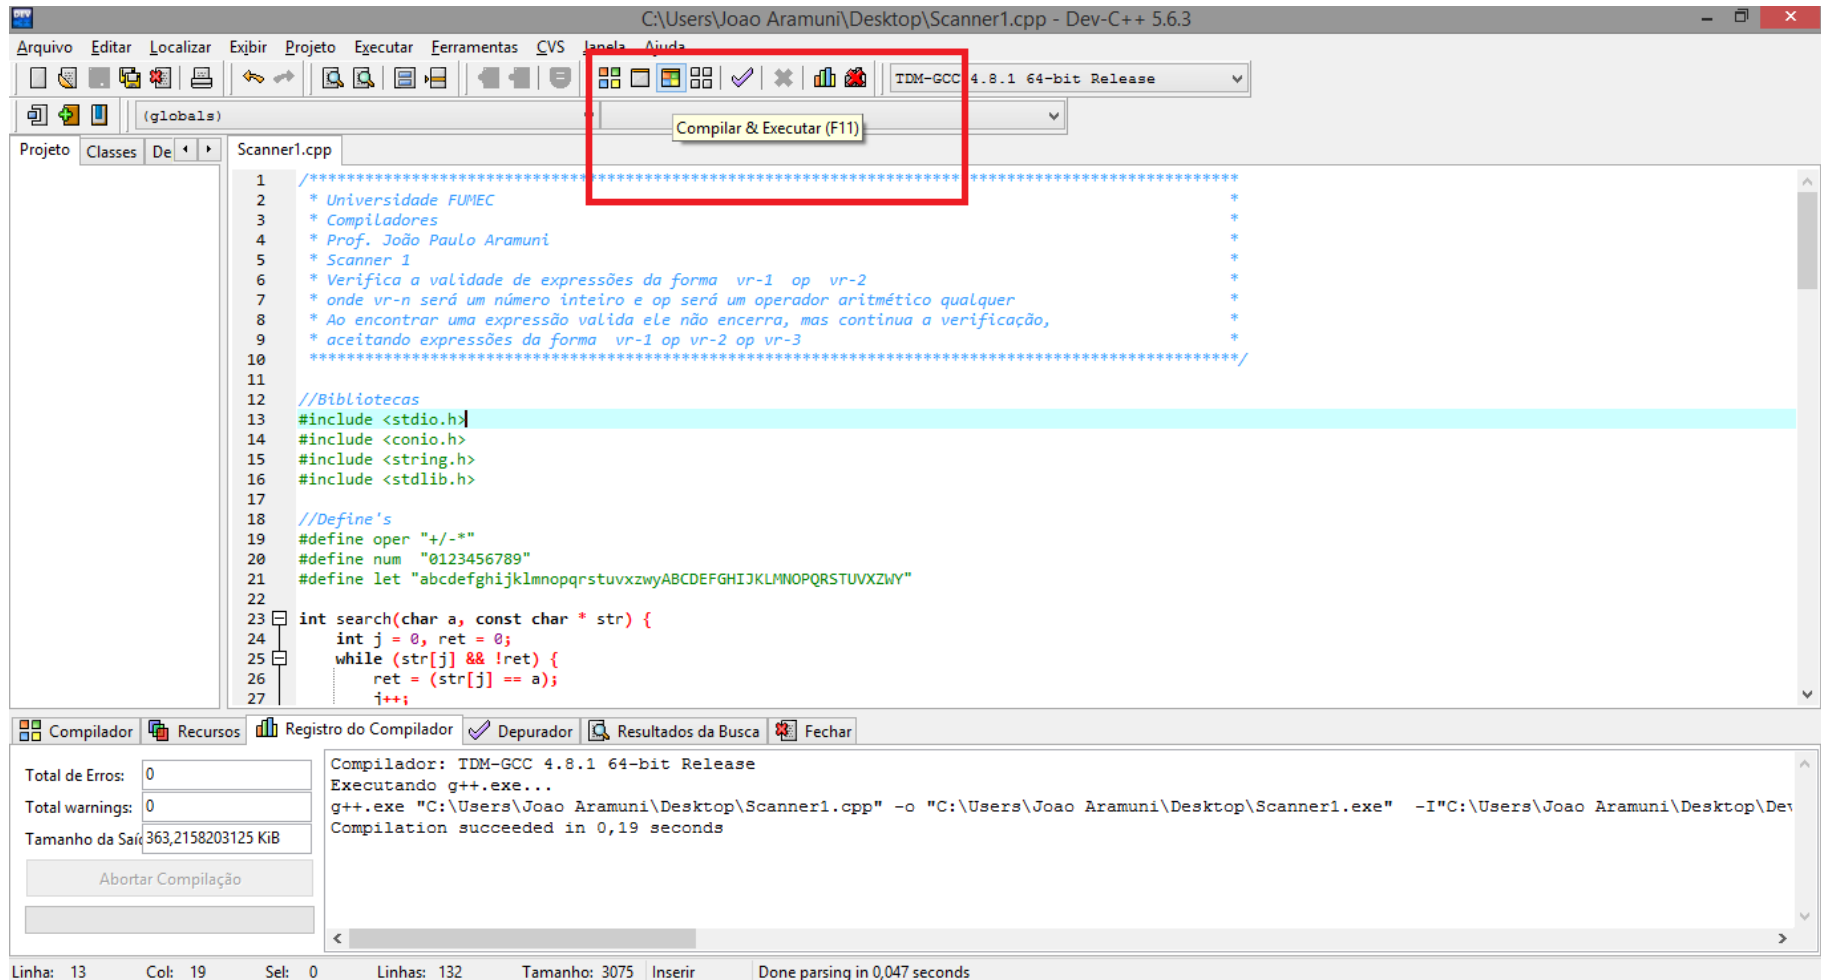 C:\Users\Joao Aramuni\Desktop\Scanner1.cpp - Dev-C++ 5.6.3
Arquivo Editar Localizar Exibir Projeto Executar Ferramentas CVS Janela Ajuda
TDM-GCC 4.8.1 64-bit Release
(globals)
Compilar & Executar (F11)
Projeto Classes De Scanner1.cpp
1 /****************************************************************************************************
2 * Universidade FUMEC *
3 * Compiladores *
4 * Prof. João Paulo Aramuni *
5 * Scanner 1 *
6 * Verifica a validade de expressões da forma vr-1 op vr-2 *
7 * onde vr-n será um número inteiro e op será um operador aritmético qualquer *
8 * Ao encontrar uma expressão valida ele não encerra, mas continua a verificação, *
9 * aceitando expressões da forma vr-1 op vr-2 op vr-3 *
10 ****************************************************************************************************/
11
12 //Bibliotecas
13 #include <stdio.h>
14 #include <conio.h>
15 #include <string.h>
16 #include <stdlib.h>
17
18 //Define's
19 #define oper "+/-*"
20 #define num "0123456789"
21 #define let "abcdefghijklmnopqrstuvxzwyABCDEFGHIJKLMNOPQRSTUVXZWY"
22
23 int search(char a, const char * str) {
24 int j = 0, ret = 0;
25 while (str[j] && !ret) {
26 ret = (str[j] == a);
27 j++;
Compilador Recursos Registro do Compilador Depurador Resultados da Busca Fechar
Total de Erros: 0
Total warnings: 0
Tamanho da Saíd 363,2158203125 KiB
Abortar Compilação
Compilador: TDM-GCC 4.8.1 64-bit Release
Executando g++.exe...
g++.exe "C:\Users\Joao Aramuni\Desktop\Scanner1.cpp" -o "C:\Users\Joao Aramuni\Desktop\Scanner1.exe" -I"C:\Users\Joao Aramuni\Desktop\Dev
Compilation succeeded in 0,19 seconds
Linha: 13 Col: 19 Sel: 0 Linhas: 132 Tamanho: 3075 Inserir Done parsing in 0,047 seconds